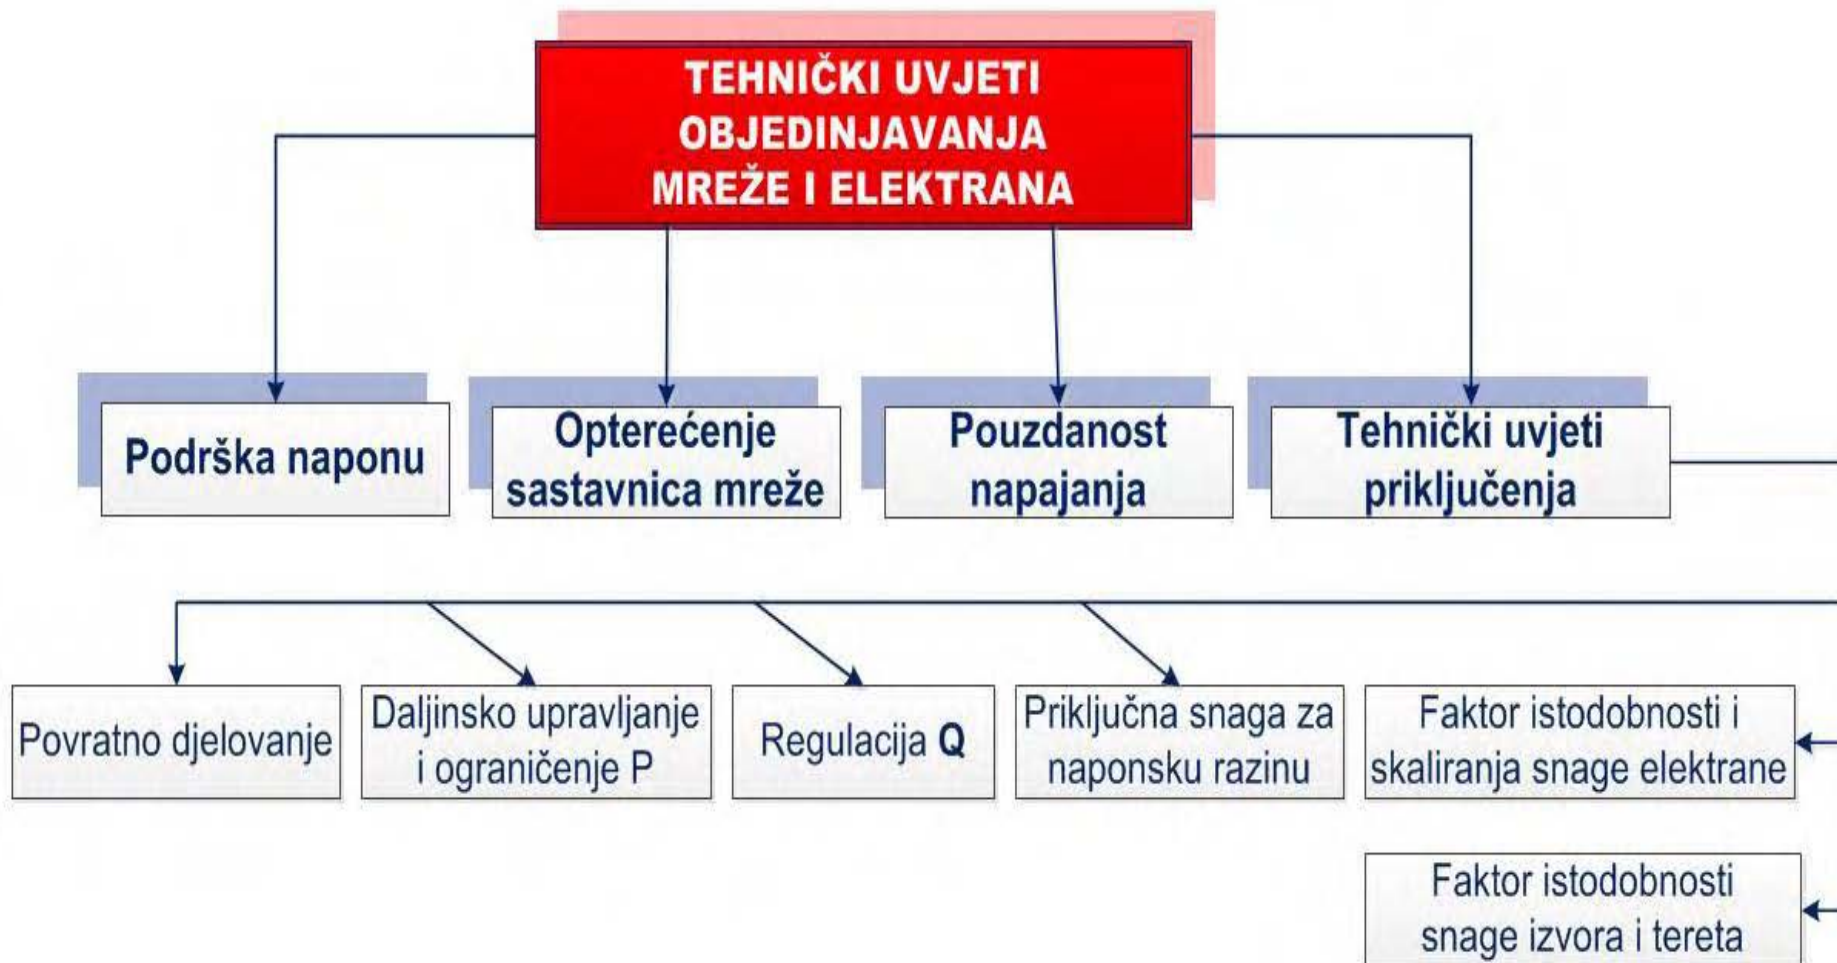 TEHNIČKI UVJETI
OBJEDINJAVANJA
MREŽE I ELEKTRANA
Podrška naponu
Opterećenje
sastavnica mreže
Pouzdanost
napajanja
Tehnički uvjeti
priključenja
Povratno djelovanje
Daljinsko upravljanje
i ograničenje P
Regulacija Q
Priključna snaga za
naponsku razinu
Faktor istodobnosti i
skaliranja snage elektrane
Faktor istodobnosti
snage izvora i tereta